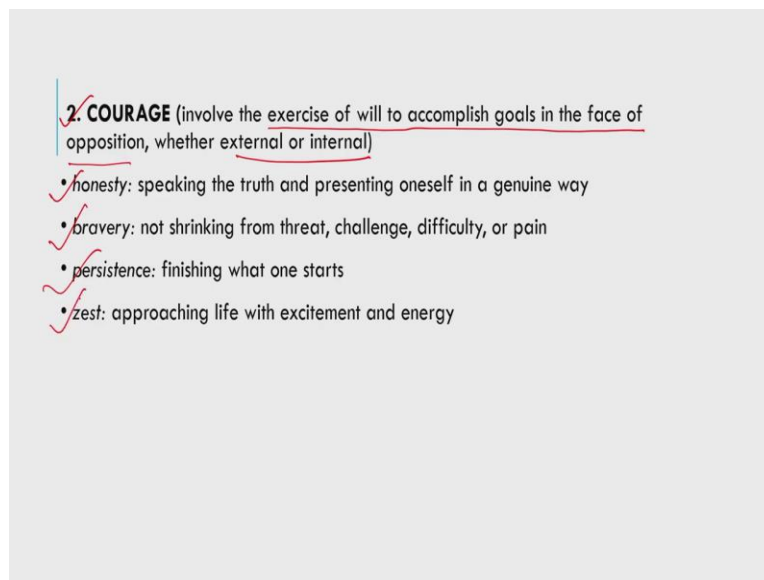 2. COURAGE (involve the exercise of will to accomplish goals in the face of
opposition, whether external or internal)
• honesty: speaking the truth and presenting oneself in a genuine way
• bravery: not shrinking from threat, challenge, difficulty, or pain
• persistence: finishing what one starts
• zest: approaching life with excitement and energy